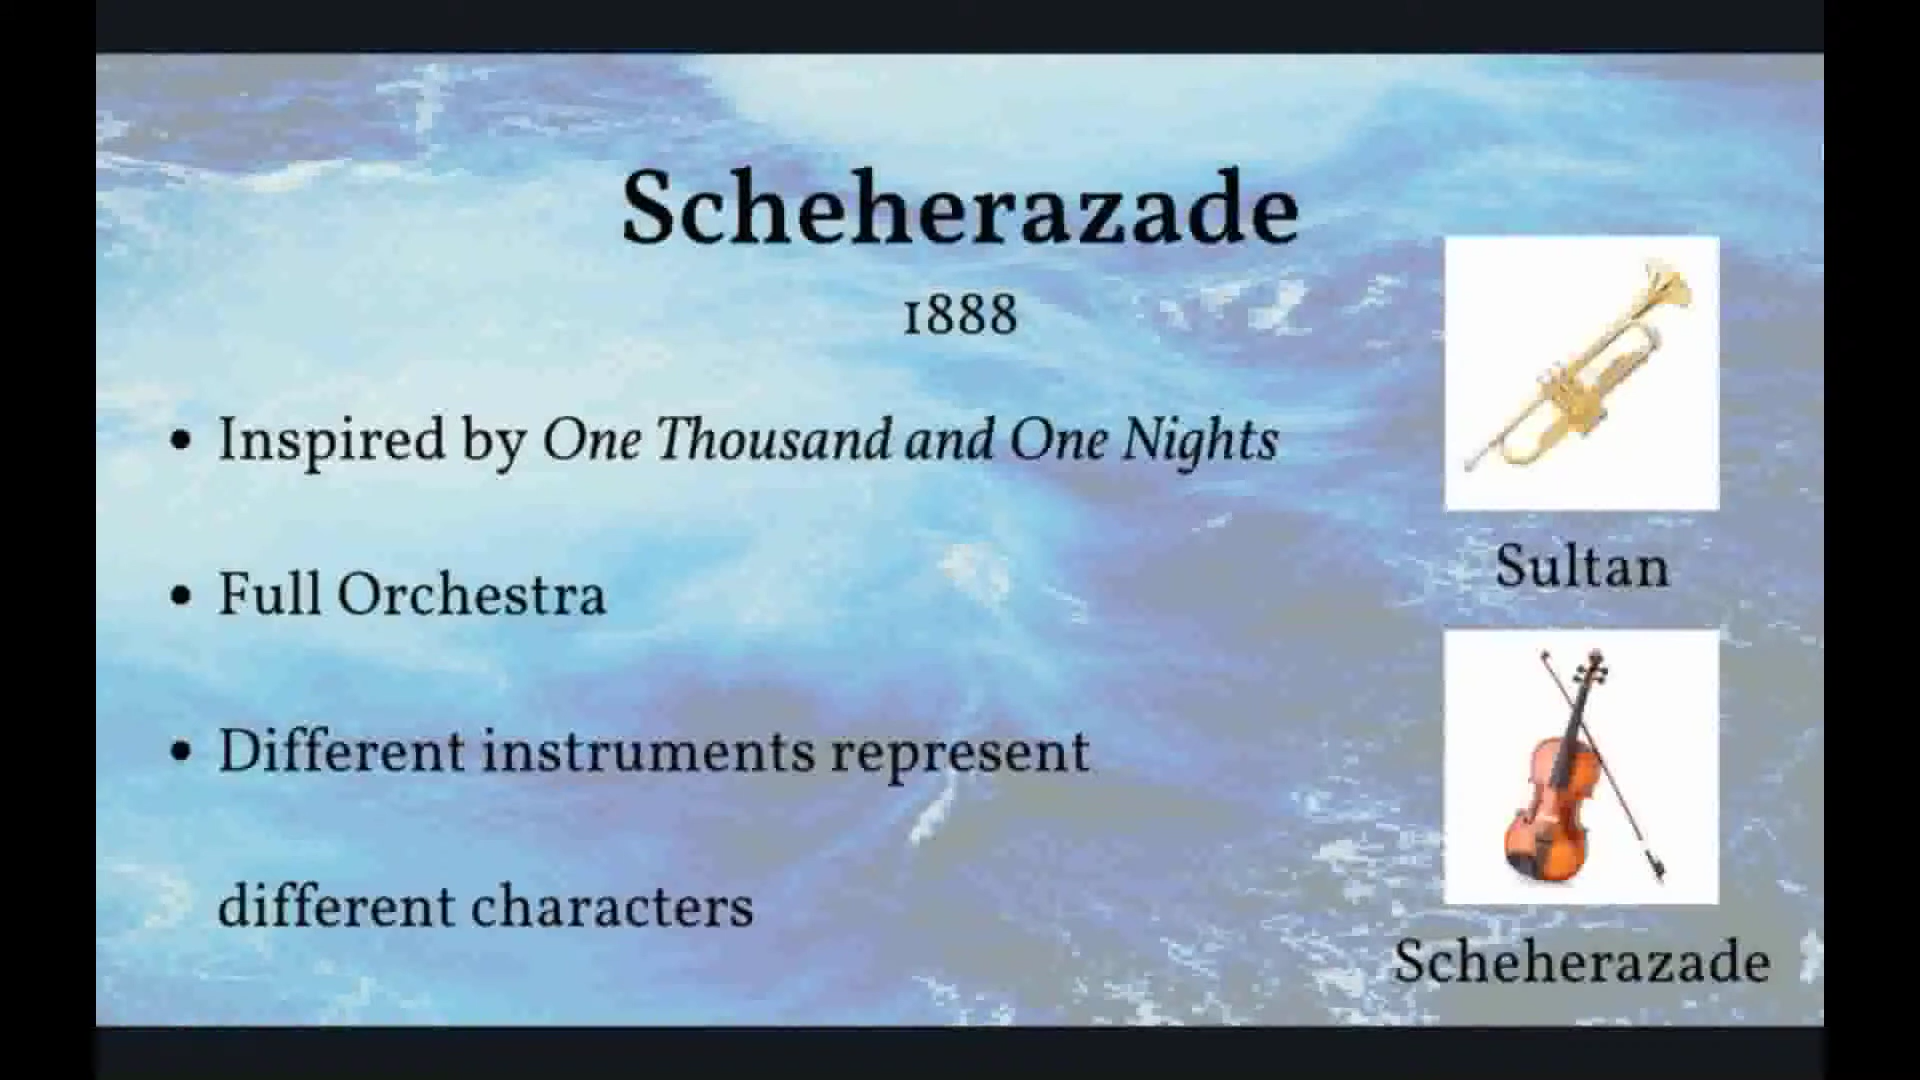 Scheherazade
1888
• Inspired by One Thousand and One Nights
• Full Orchestra
• Different instruments represent
different characters
Sultan
Scheherazade